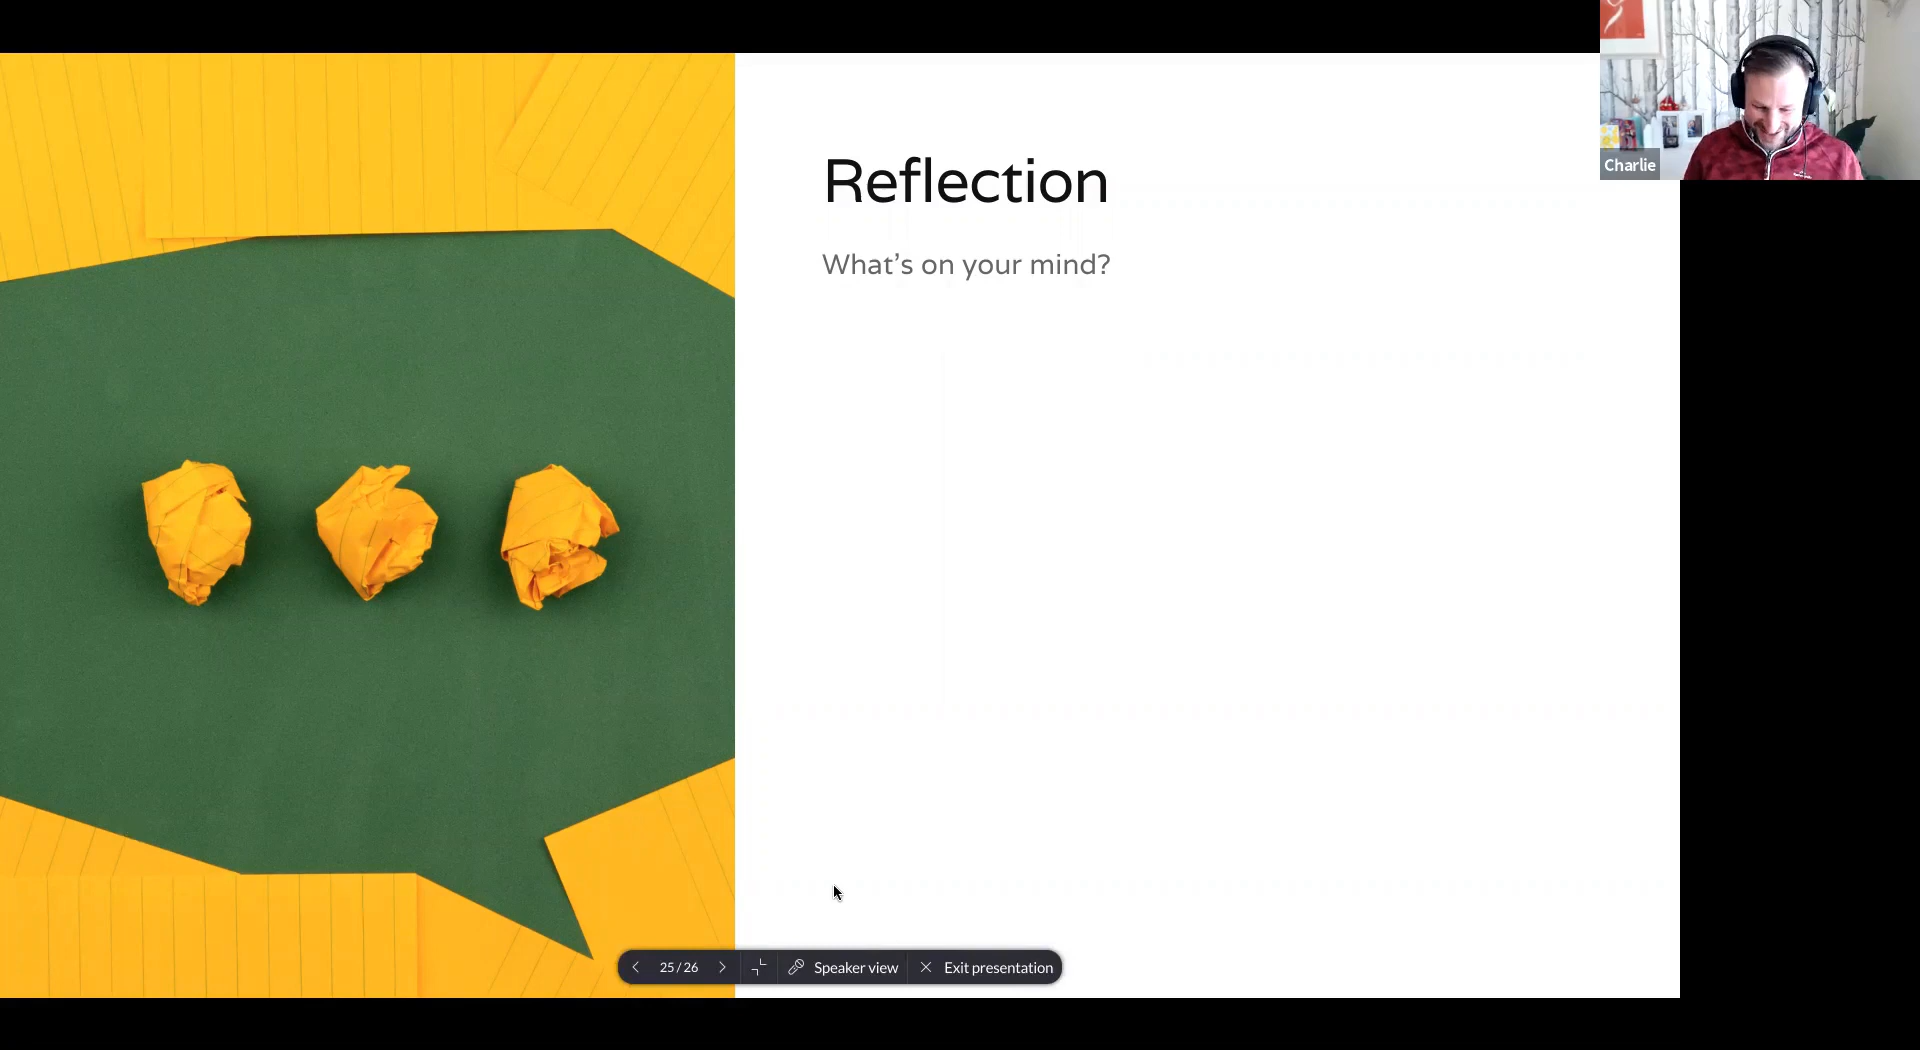 Reflection
What's on your mind?
Charlie
25 / 26
Speaker view
Exit presentation